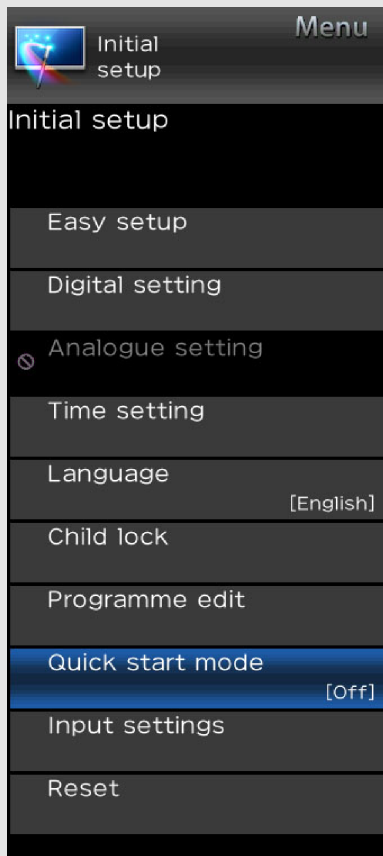 Menu
Initial
setup
Initial setup
Easy setup
Digital setting
Analogue setting
Time setting
Language
[English]
Child lock
Programme edit
Quick start mode
[Off]
Input settings
Reset